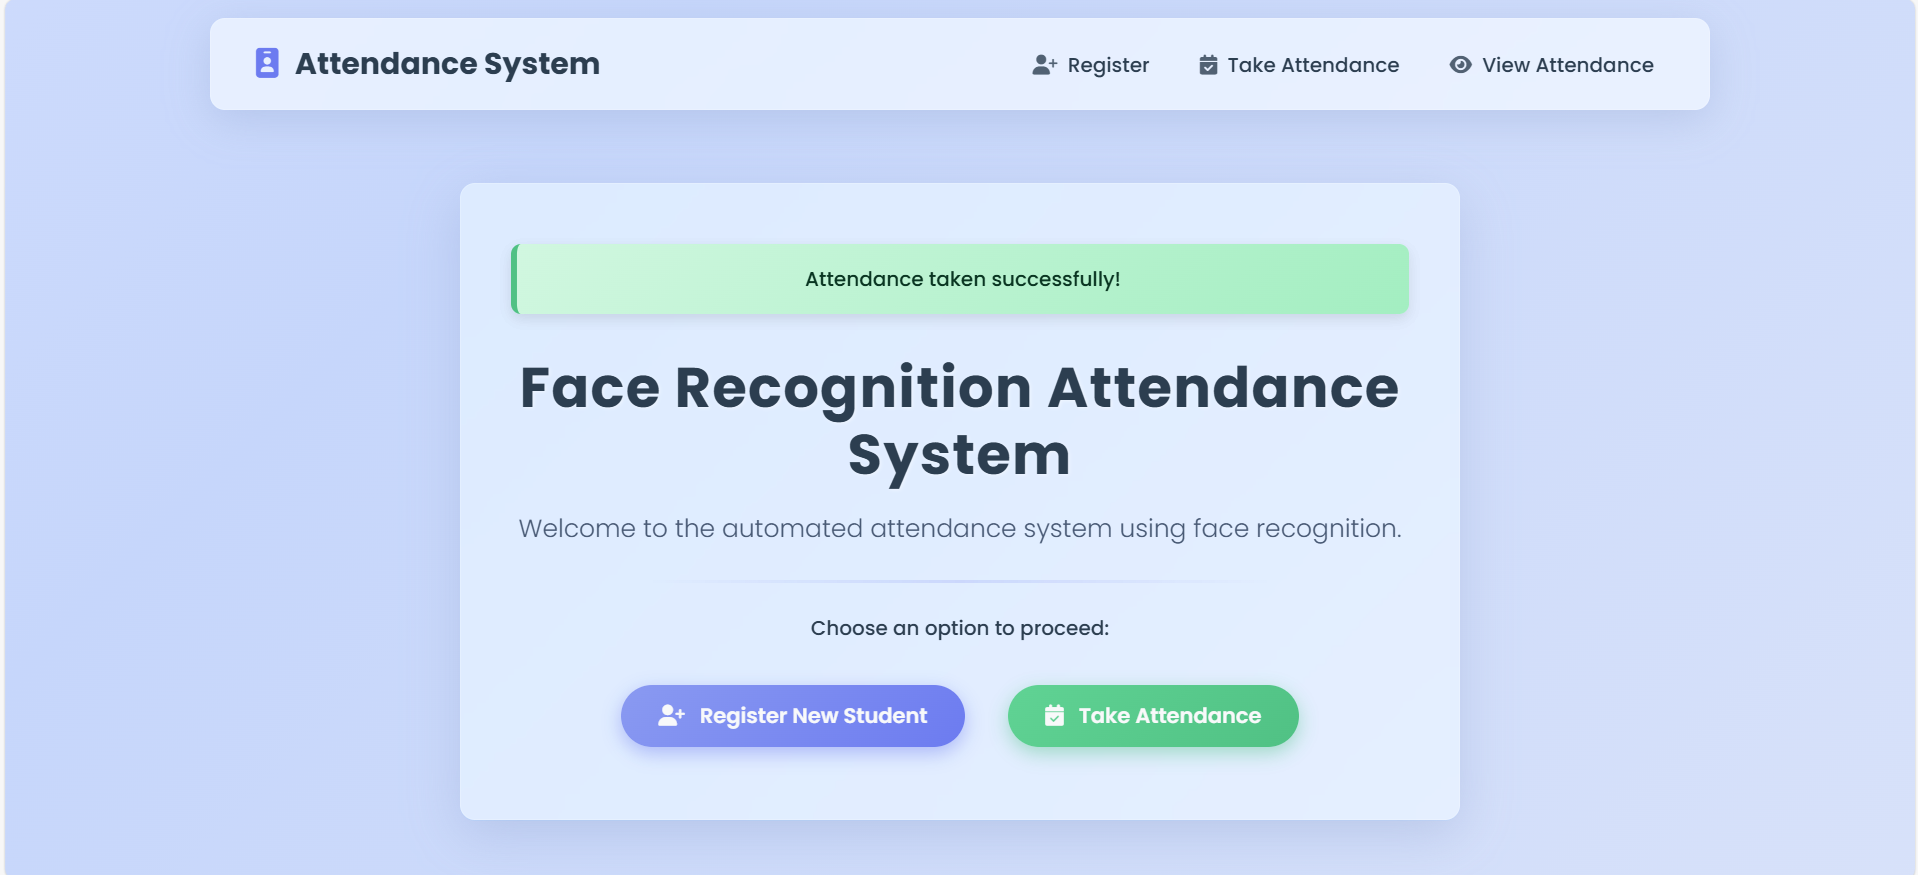 Attendance System
Register
Take Attendance
View Attendance
Attendance taken successfully!
Face Recognition Attendance
System
Welcome to the automated attendance system using face recognition.
Choose an option to proceed:
Register New Student
Take Attendance